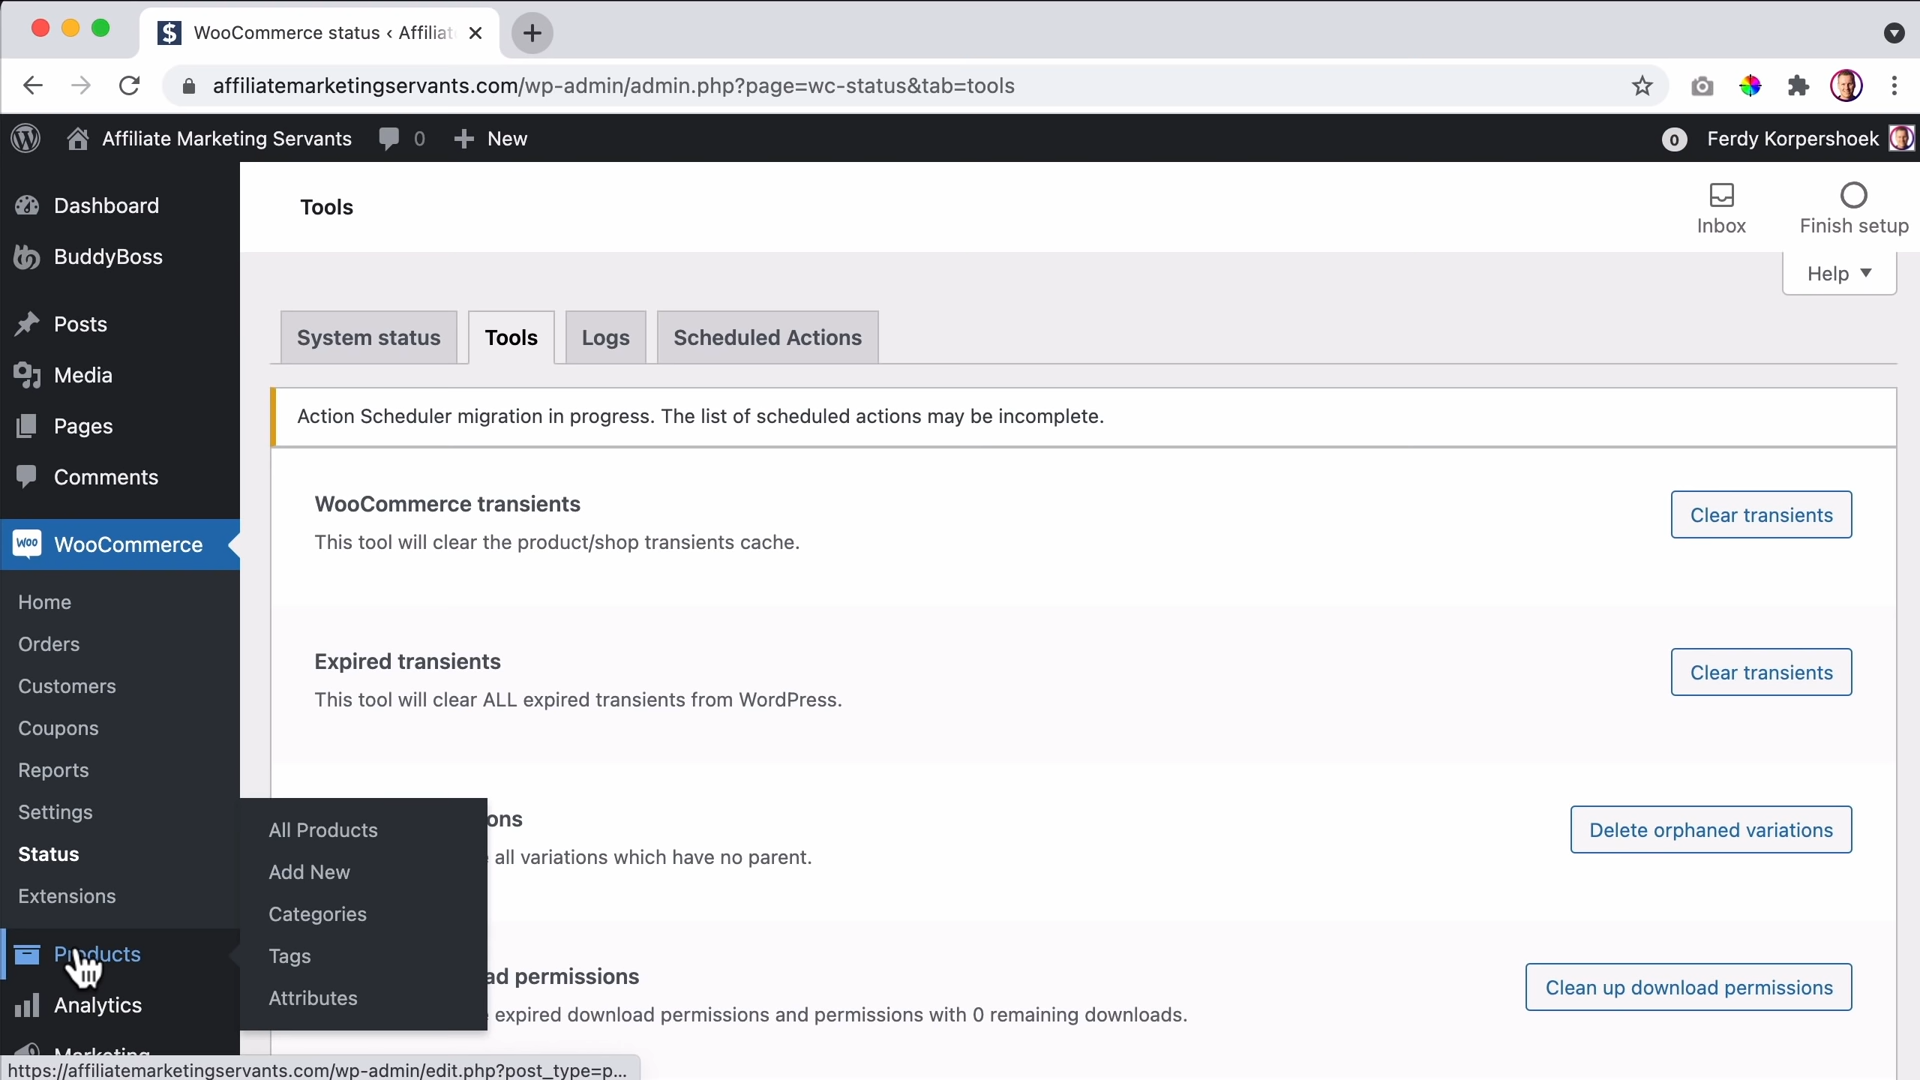 WooCommerce status ‹ Affiliat
affiliatemarketingservants.com/wp-admin/admin.php?page=wc-status&tab=tools
Affiliate Marketing Servants
0
New
0
Ferdy Korpershoek
Dashboard
BuddyBoss
Posts
Media
Pages
Comments
WOO
WooCommerce
Home
Orders
Customers
Coupons
Reports
Settings
Status
Extensions
Products
Analytics
Marketing
All Products
Add New
Categories
Tags
Attributes
Tools
Inbox
Finish setup
Help
System status
Tools
Logs
Scheduled Actions
Action Scheduler migration in progress. The list of scheduled actions may be incomplete.
WooCommerce transients
This tool will clear the product/shop transients cache.
Clear transients
Expired transients
This tool will clear ALL expired transients from WordPress.
Clear transients
ons
all variations which have no parent.
Delete orphaned variations
ad permissions
expired download permissions and permissions with 0 remaining downloads.
Clean up download permissions
https://affiliatemarketingservants.com/wp-admin/edit.php?post_type=p...